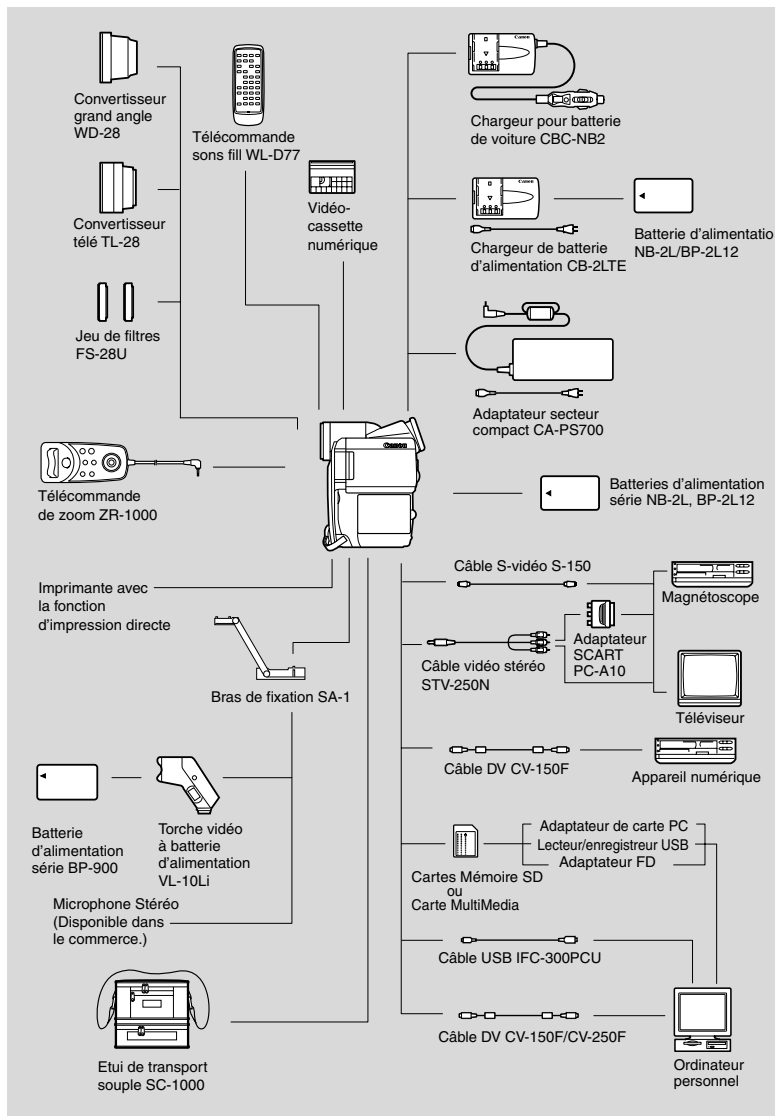 Convertisseur
grand angle
WD-28
Télécommande
sons fill WL-D77
Canon
Chargeur pour batterie
de voiture CBC-NB2
Convertisseur
télé TL-28
Vidéo-
cassette
numérique
Canon
Chargeur de batterie
d'alimentation CB-2LTE
Batterie d'alimentatio
NB-2L/BP-2L12
Jeu de filtres
FS-28U
Adaptateur secteur
compact CA-PS700
Canon
Télécommande
de zoom ZR-1000
Batteries d'alimentation
série NB-2L, BP-2L12
Imprimante avec
la fonction
d'impression directe
Câble S-vidéo S-150
Magnétoscope
Adaptateur
SCART
PC-A10
Câble vidéo stéréo
STV-250N
Bras de fixation SA-1
Téléviseur
Câble DV CV-150F
Appareil numérique
Batterie
d'alimentation
série BP-900
Torche vidéo
à batterie
d'alimentation
VL-10Li
Adaptateur de carte PC
Lecteur/enregistreur USB
Adaptateur FD
Cartes Mémoire SD
ou
Carte MultiMedia
Microphone Stéréo
(Disponible dans
le commerce.)
Câble USB IFC-300PCU
Câble DV CV-150F/CV-250F
Etui de transport
souple SC-1000
Ordinateur
personnel